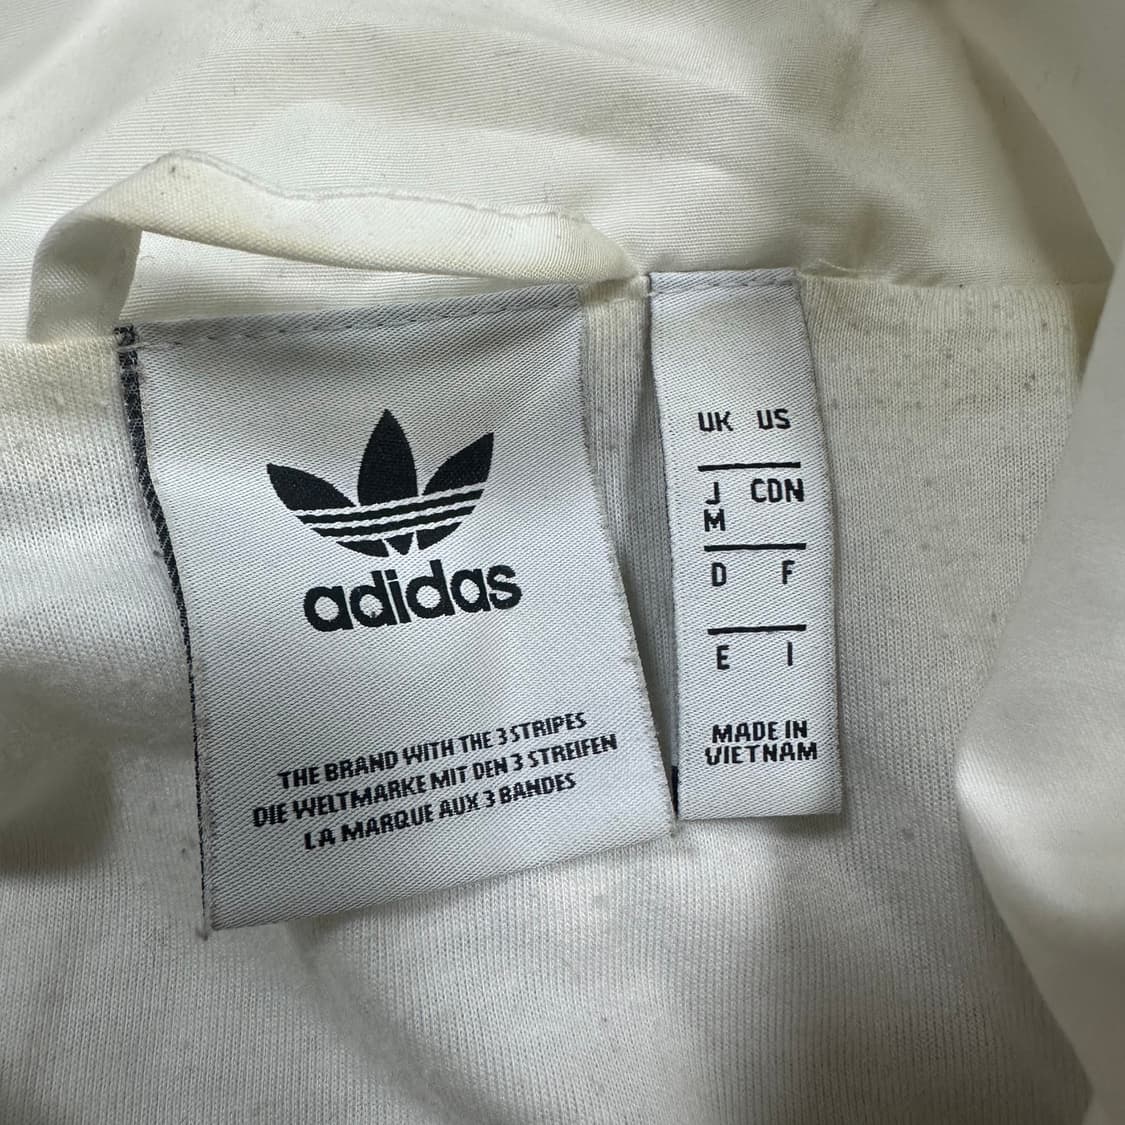 adidas
THE BRAND WITH THE 3 STRIPES
DIE WELTMARKE MIT DEN 3 STREIFEN
LA MARQUE AUX 3 BANDES
UK US
J CDN
M
D F
E I
MADE IN
VIETNAM